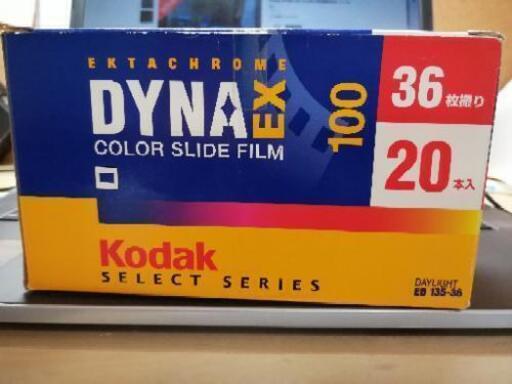 EKTACHROME
DYNA EX
100
COLOR SLIDE FILM
36枚撮り
20本入
Kodak
SELECT SERIES
DAYLIGHT
EB 135-36